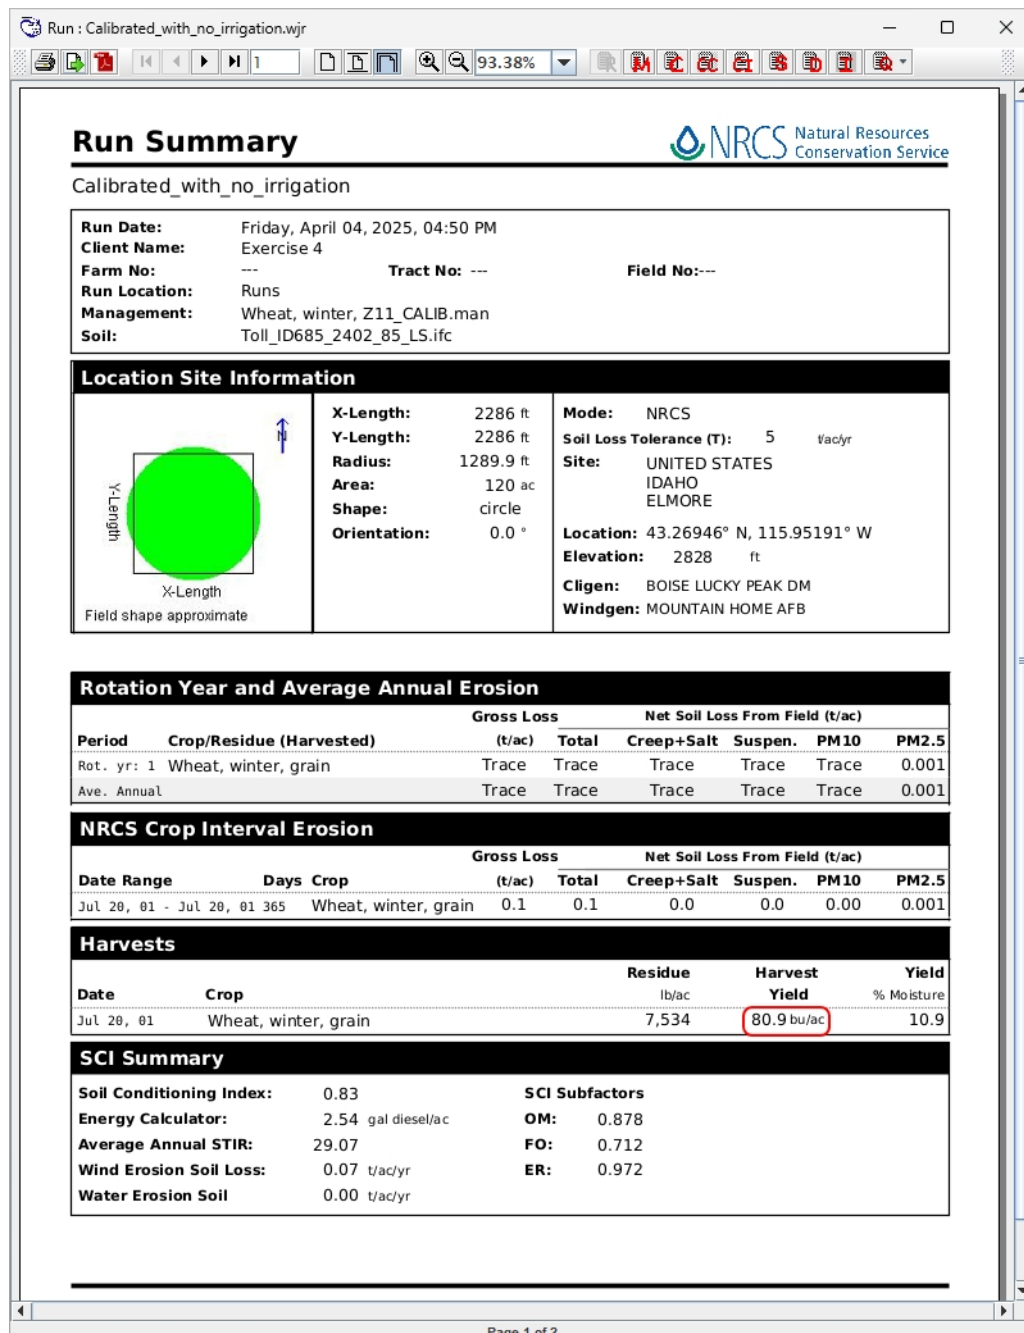 Run : Calibrated_with_no_irrigation.wjr
1 93.38%
Run Summary
NRCS Natural Resources Conservation Service
Calibrated_with_no_irrigation
Run Date: Friday, April 04, 2025, 04:50 PM
Client Name: Exercise 4
Farm No: --- Tract No: --- Field No:---
Run Location: Runs
Management: Wheat, winter, Z11_CALIB.man
Soil: Toll_ID685_2402_85_LS.ifc
Location Site Information
N
Y-Length
X-Length
Field shape approximate
X-Length: 2286 ft
Y-Length: 2286 ft
Radius: 1289.9 ft
Area: 120 ac
Shape: circle
Orientation: 0.0 °
Mode: NRCS
Soil Loss Tolerance (T): 5 t/ac/yr
Site: UNITED STATES
IDAHO
ELMORE
Location: 43.26946° N, 115.95191° W
Elevation: 2828 ft
Cligen: BOISE LUCKY PEAK DM
Windgen: MOUNTAIN HOME AFB
Rotation Year and Average Annual Erosion
Gross Loss Net Soil Loss From Field (t/ac)
Period Crop/Residue (Harvested) (t/ac) Total Creep+Salt Suspen. PM10 PM2.5
Rot. yr: 1 Wheat, winter, grain Trace Trace Trace Trace Trace 0.001
Ave. Annual Trace Trace Trace Trace Trace 0.001
NRCS Crop Interval Erosion
Gross Loss Net Soil Loss From Field (t/ac)
Date Range Days Crop (t/ac) Total Creep+Salt Suspen. PM10 PM2.5
Jul 20, 01 - Jul 20, 01 365 Wheat, winter, grain 0.1 0.1 0.0 0.0 0.00 0.001
Harvests
Residue Harvest Yield
Date Crop lb/ac Yield % Moisture
Jul 20, 01 Wheat, winter, grain 7,534 80.9 bu/ac 10.9
SCI Summary
Soil Conditioning Index: 0.83
Energy Calculator: 2.54 gal diesel/ac
Average Annual STIR: 29.07
Wind Erosion Soil Loss: 0.07 t/ac/yr
Water Erosion Soil 0.00 t/ac/yr
SCI Subfactors
OM: 0.878
FO: 0.712
ER: 0.972
Page 1 of 2